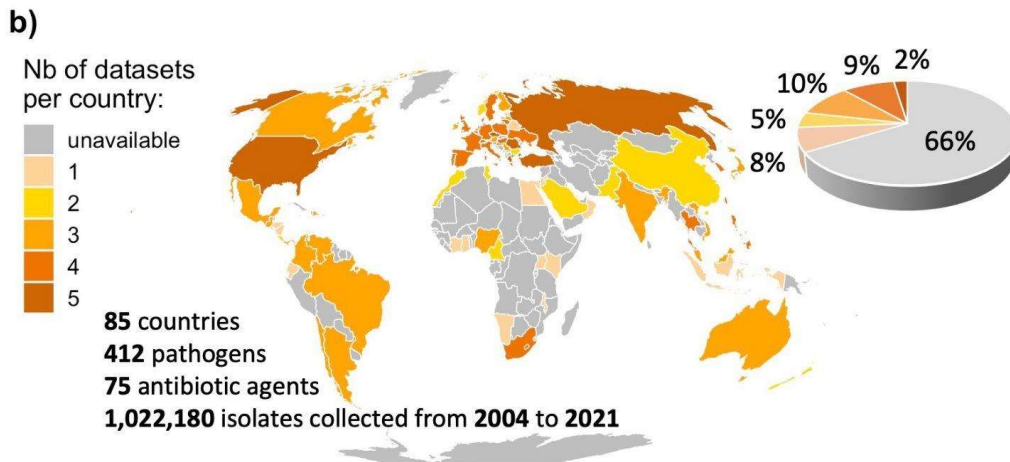 b)
Nb of datasets
per country:
unavailable
1
2
3
4
5
2%
9%
10%
5%
8%
66%
85 countries
412 pathogens
75 antibiotic agents
1,022,180 isolates collected from 2004 to 2021